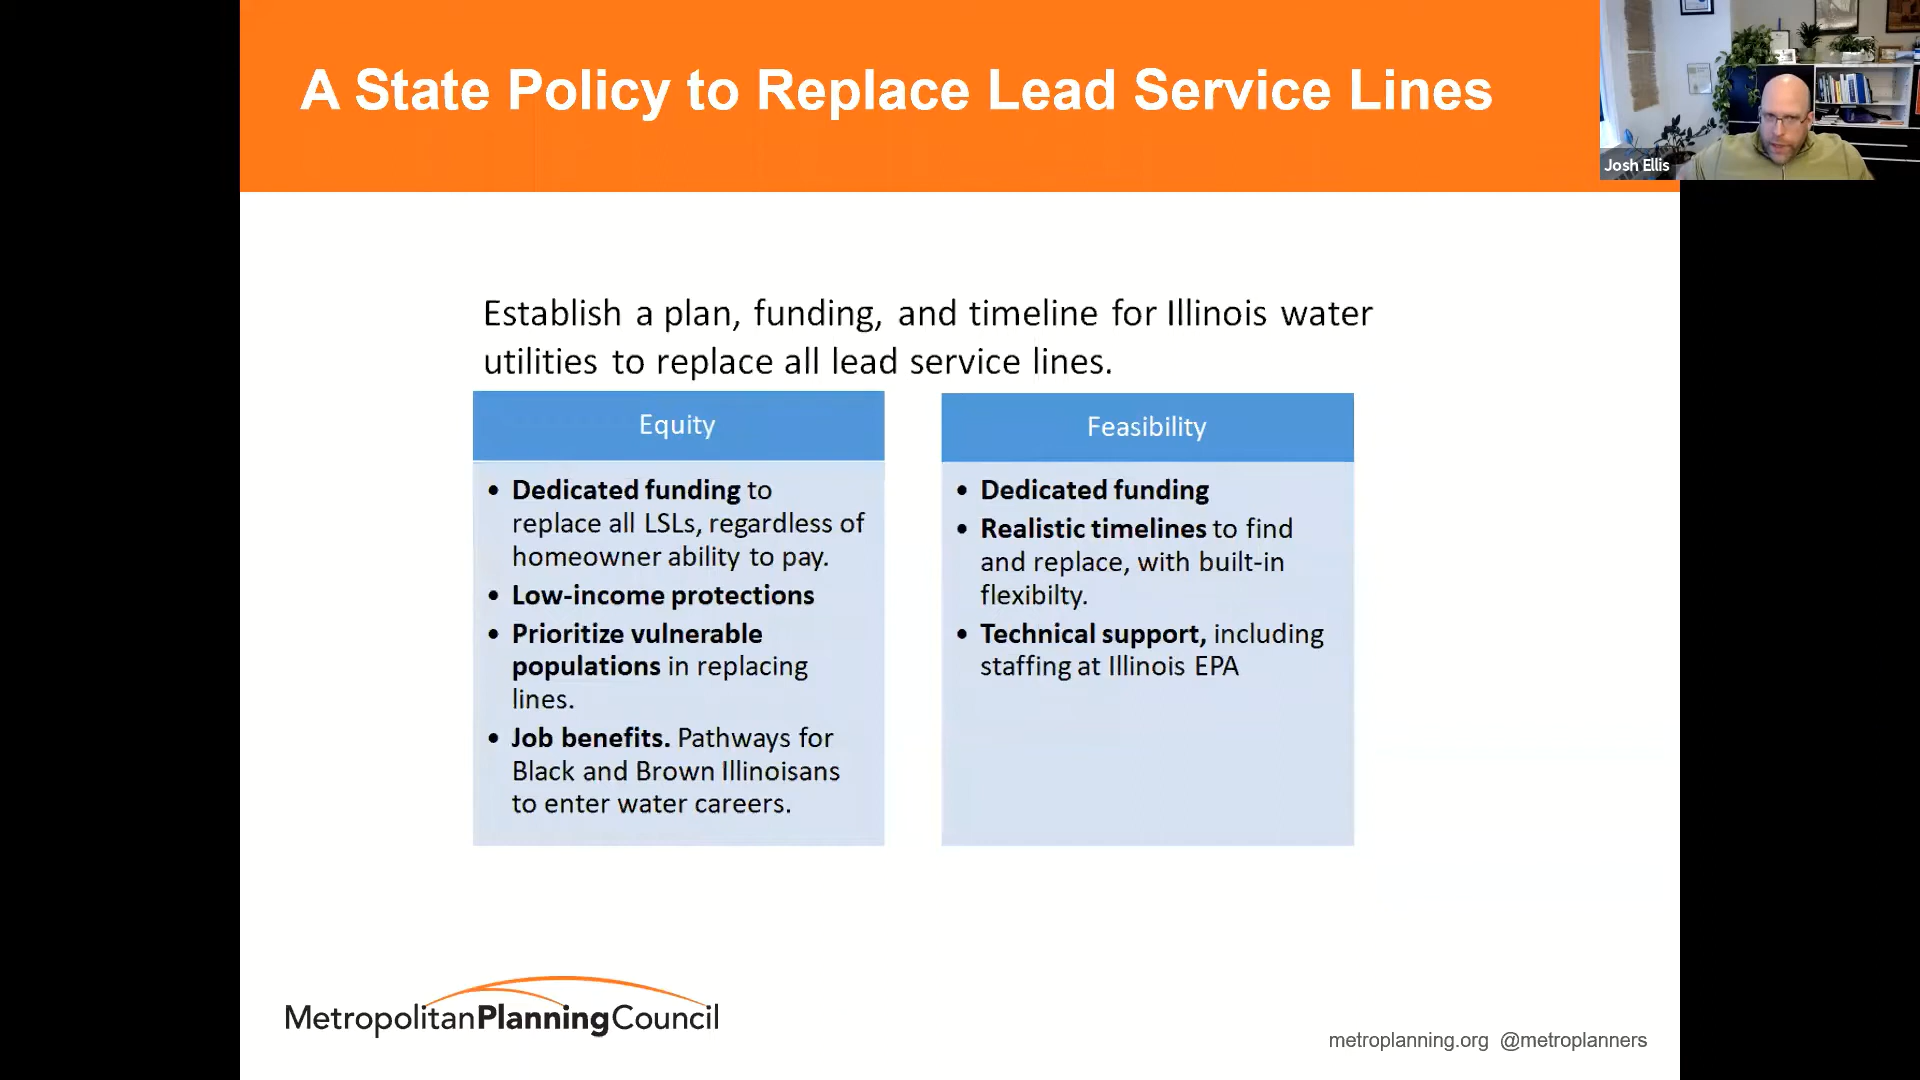 A State Policy to Replace Lead Service Lines
Josh Ellis
Establish a plan, funding, and timeline for Illinois water
utilities to replace all lead service lines.
Equity
• Dedicated funding to
replace all LSLs, regardless of
homeowner ability to pay.
• Low-income protections
• Prioritize vulnerable
populations in replacing
lines.
• Job benefits. Pathways for
Black and Brown Illinoisans
to enter water careers.
Feasibility
• Dedicated funding
• Realistic timelines to find
and replace, with built-in
flexibilty.
• Technical support, including
staffing at Illinois EPA
MetropolitanPlanningCouncil
metroplanning.org @metroplanners